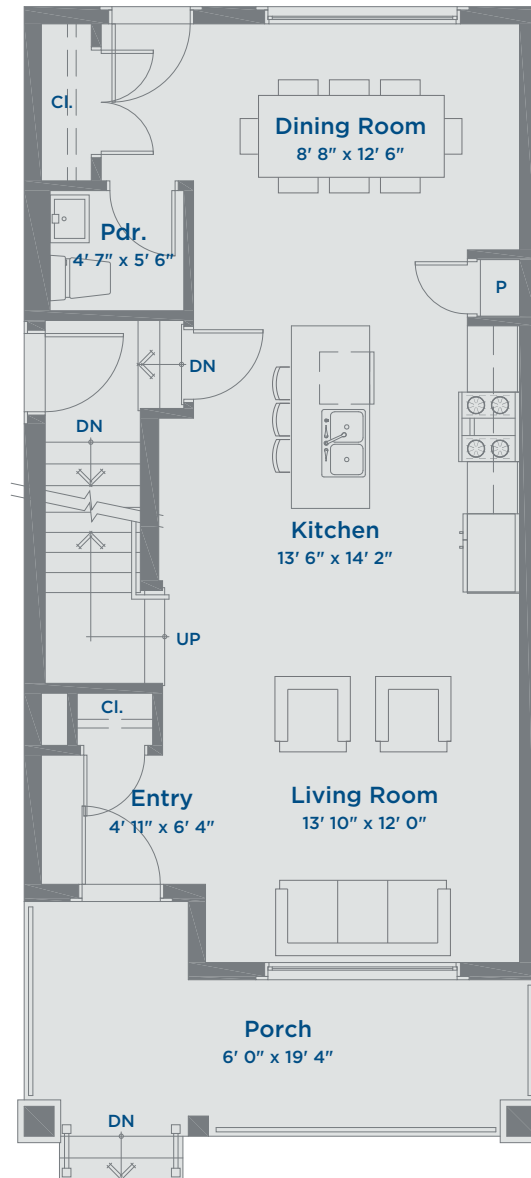 Cl.
Dining Room
8' 8" x 12' 6"
Pdr.
4' 7" x 5' 6"
P
DN
DN
Kitchen
13' 6" x 14' 2"
UP
Cl.
Entry
4' 11" x 6' 4"
Living Room
13' 10" x 12' 0"
Porch
6' 0" x 19' 4"
DN